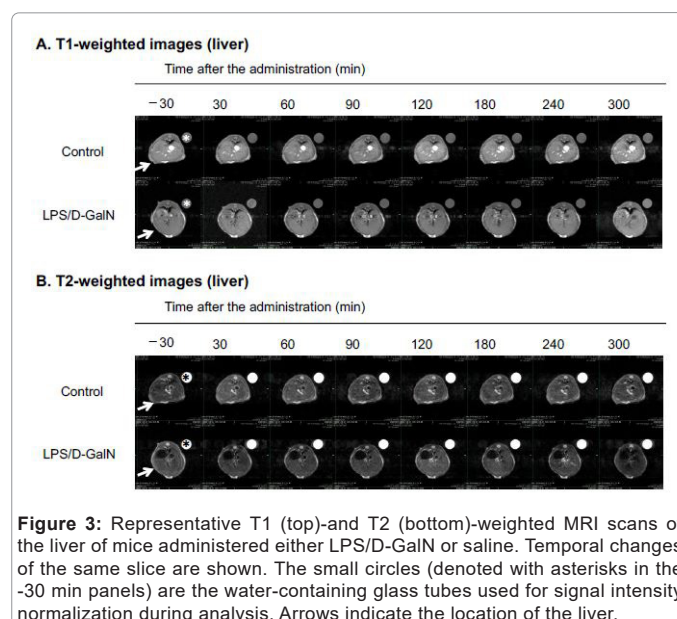 A. T1-weighted images (liver)
Time after the administration (min)
−30 30 60 90 120 180 240 300
Control
LPS/D-GalN
B. T2-weighted images (liver)
Time after the administration (min)
−30 30 60 90 120 180 240 300
Control
LPS/D-GalN
Figure 3: Representative T1 (top)-and T2 (bottom)-weighted MRI scans o
the liver of mice administered either LPS/D-GalN or saline. Temporal changes
of the same slice are shown. The small circles (denoted with asterisks in the
-30 min panels) are the water-containing glass tubes used for signal intensity
normalization during analysis. Arrows indicate the location of the liver.